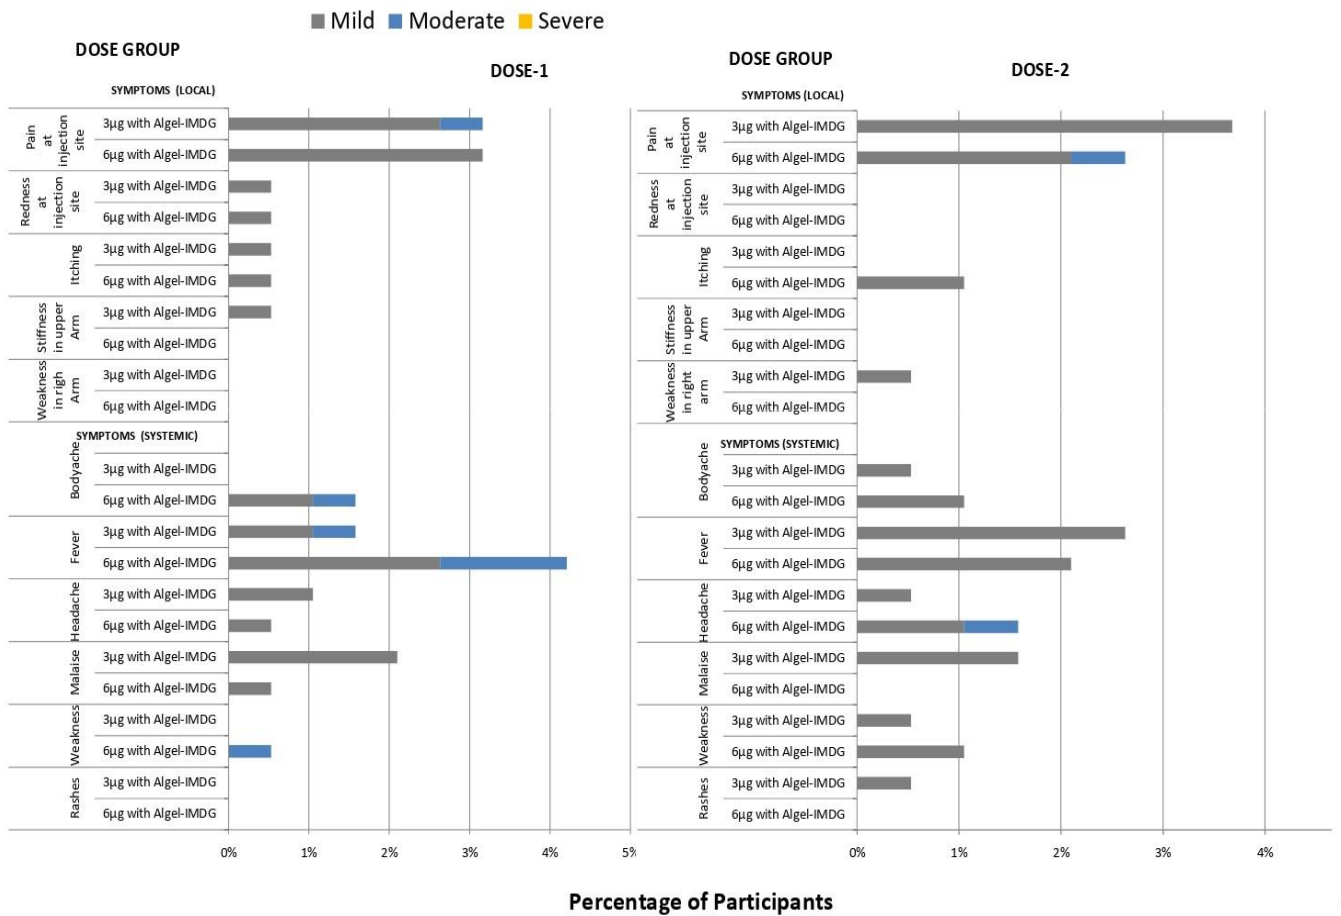 Mild Moderate Severe
DOSE GROUP
DOSE-1
SYMPTOMS (LOCAL)
Pain
at
injection
site
3µg with Algel-IMDG
6µg with Algel-IMDG
Redness
at
injection
site
3µg with Algel-IMDG
6µg with Algel-IMDG
Itching
3µg with Algel-IMDG
6µg with Algel-IMDG
Stiffness
in upper
Arm
3µg with Algel-IMDG
6µg with Algel-IMDG
Weakness
in righ
Arm
3µg with Algel-IMDG
6µg with Algel-IMDG
SYMPTOMS (SYSTEMIC)
Bodyache
3µg with Algel-IMDG
6µg with Algel-IMDG
Fever
3µg with Algel-IMDG
6µg with Algel-IMDG
Headache
3µg with Algel-IMDG
6µg with Algel-IMDG
Malaise
3µg with Algel-IMDG
6µg with Algel-IMDG
Weakness
3µg with Algel-IMDG
6µg with Algel-IMDG
Rashes
3µg with Algel-IMDG
6µg with Algel-IMDG
0% 1% 2% 3% 4% 5%
DOSE GROUP
DOSE-2
SYMPTOMS (LOCAL)
Pain
at
injection
site
3µg with Algel-IMDG
6µg with Algel-IMDG
Redness
at
injection
site
3µg with Algel-IMDG
6µg with Algel-IMDG
Itching
3µg with Algel-IMDG
6µg with Algel-IMDG
Stiffness
in upper
Arm
3µg with Algel-IMDG
6µg with Algel-IMDG
Weakness
in right
arm
3µg with Algel-IMDG
6µg with Algel-IMDG
SYMPTOMS (SYSTEMIC)
Bodyache
3µg with Algel-IMDG
6µg with Algel-IMDG
Fever
3µg with Algel-IMDG
6µg with Algel-IMDG
Headache
3µg with Algel-IMDG
6µg with Algel-IMDG
Malaise
3µg with Algel-IMDG
6µg with Algel-IMDG
Weakness
3µg with Algel-IMDG
6µg with Algel-IMDG
Rashes
3µg with Algel-IMDG
6µg with Algel-IMDG
0% 1% 2% 3% 4%
Percentage of Participants